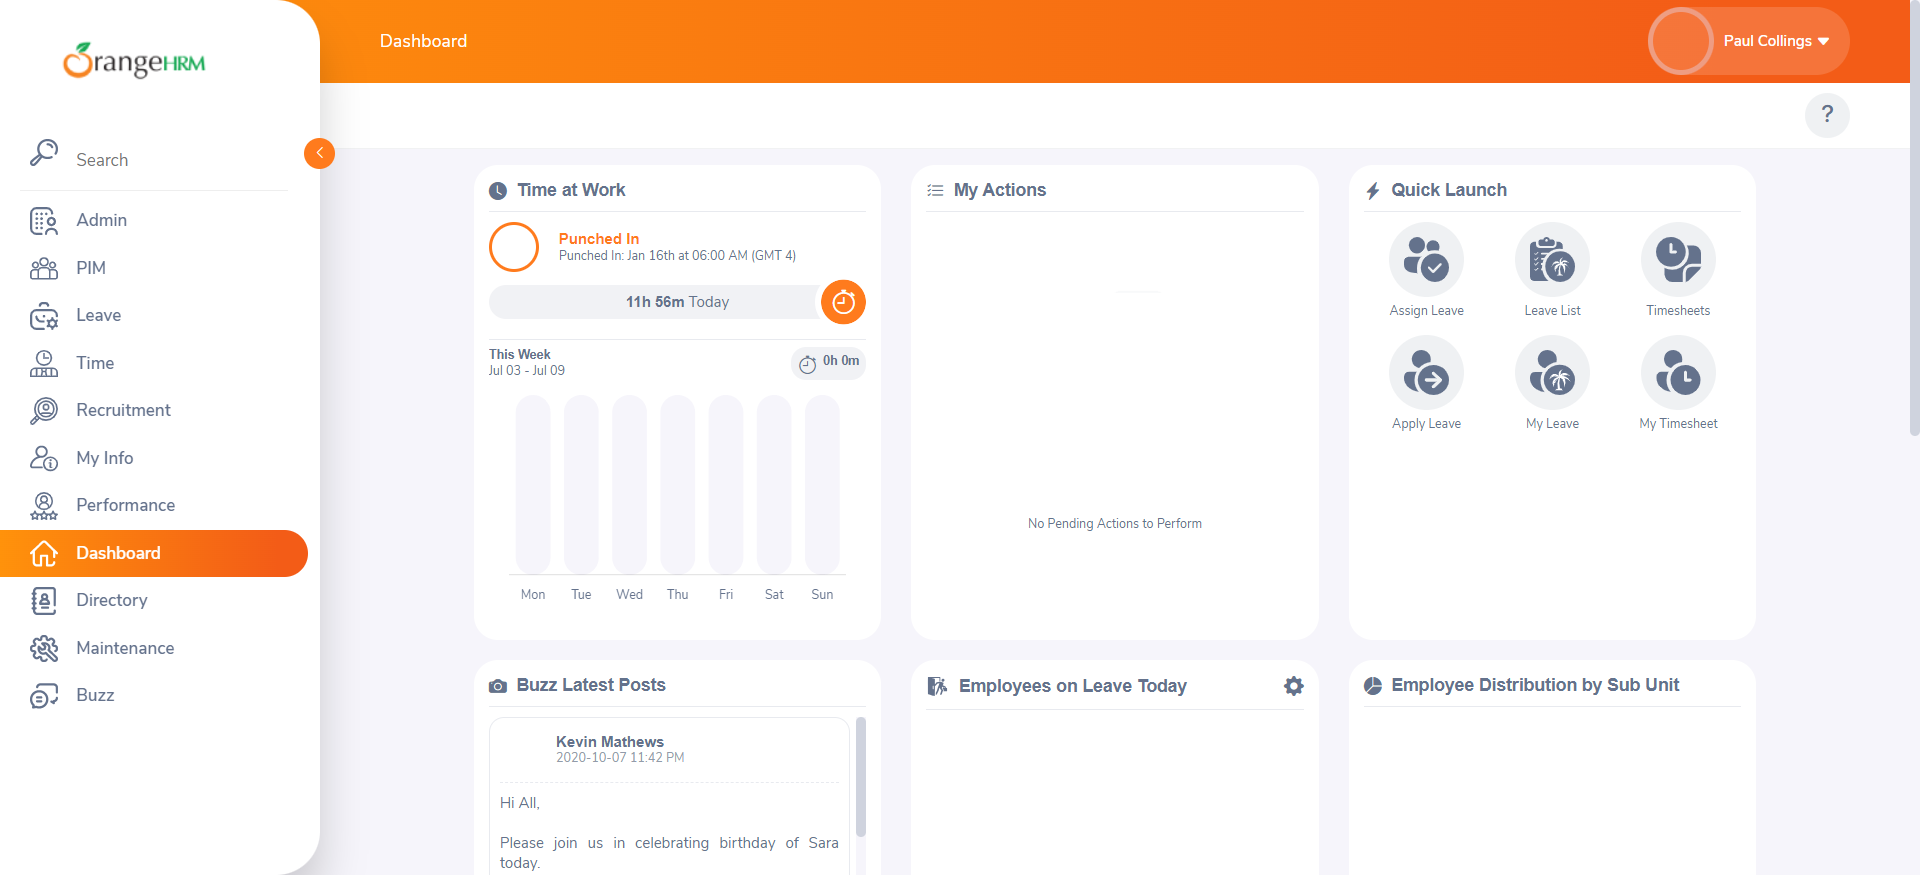 OrangeHRM
Search
Admin
PIM
Leave
Time
Recruitment
My Info
Performance
Dashboard
Directory
Maintenance
Buzz
Dashboard
Paul Collings
?
Time at Work
Punched In
Punched In: Jan 16th at 06:00 AM (GMT 4)
11h 56m Today
This Week
Jul 03 - Jul 09
0h 0m
Mon Tue Wed Thu Fri Sat Sun
My Actions
No Pending Actions to Perform
Quick Launch
Assign Leave
Leave List
Timesheets
Apply Leave
My Leave
My Timesheet
Buzz Latest Posts
Kevin Mathews
2020-10-07 11:42 PM
Hi All,
Please join us in celebrating birthday of Sara
today.
Employees on Leave Today
Employee Distribution by Sub Unit